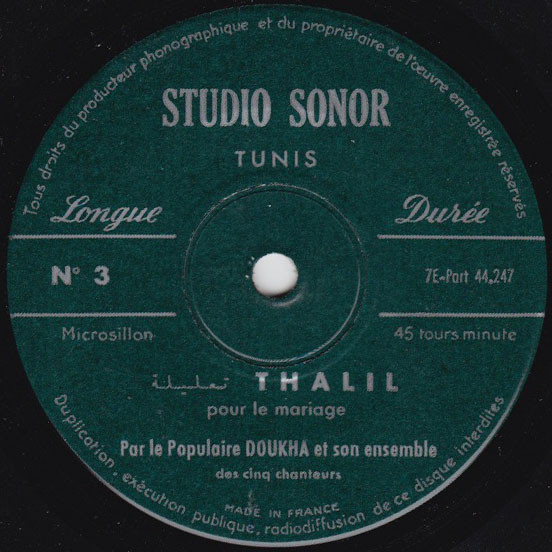 Tous droits du producteur phonographique et du propriétaire de l'œuvre enregistrée réservés
STUDIO SONOR
TUNIS
Longue Durée
N° 3 7E-Part 44.247
Microsillon 45 tours minute
THALIL
pour le mariage
Par le Populaire DOUKHA et son ensemble
des cinq chanteurs
MADE IN FRANCE
Duplication, exécution publique, radiodiffusion de ce disque interdites